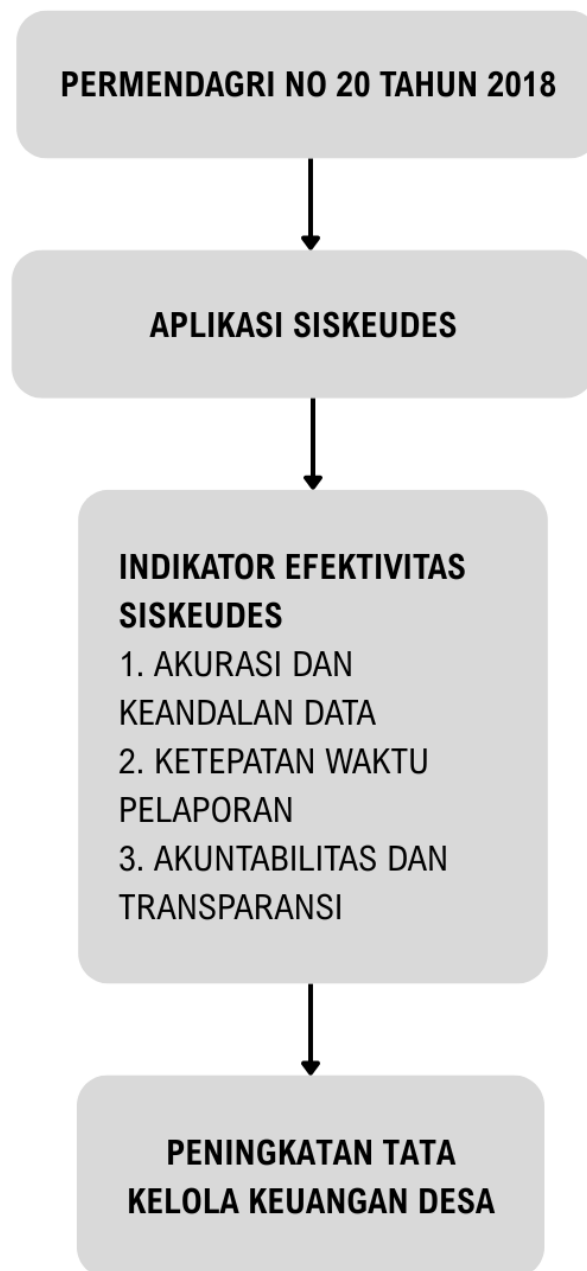 PERMENDAGRI NO 20 TAHUN 2018
APLIKASI SISKEUDES
INDIKATOR EFEKTIVITAS
SISKEUDES
1. AKURASI DAN
KEANDALAN DATA
2. KETEPATAN WAKTU
PELAPORAN
3. AKUNTABILITAS DAN
TRANSPARANSI
PENINGKATAN TATA
KELOLA KEUANGAN DESA